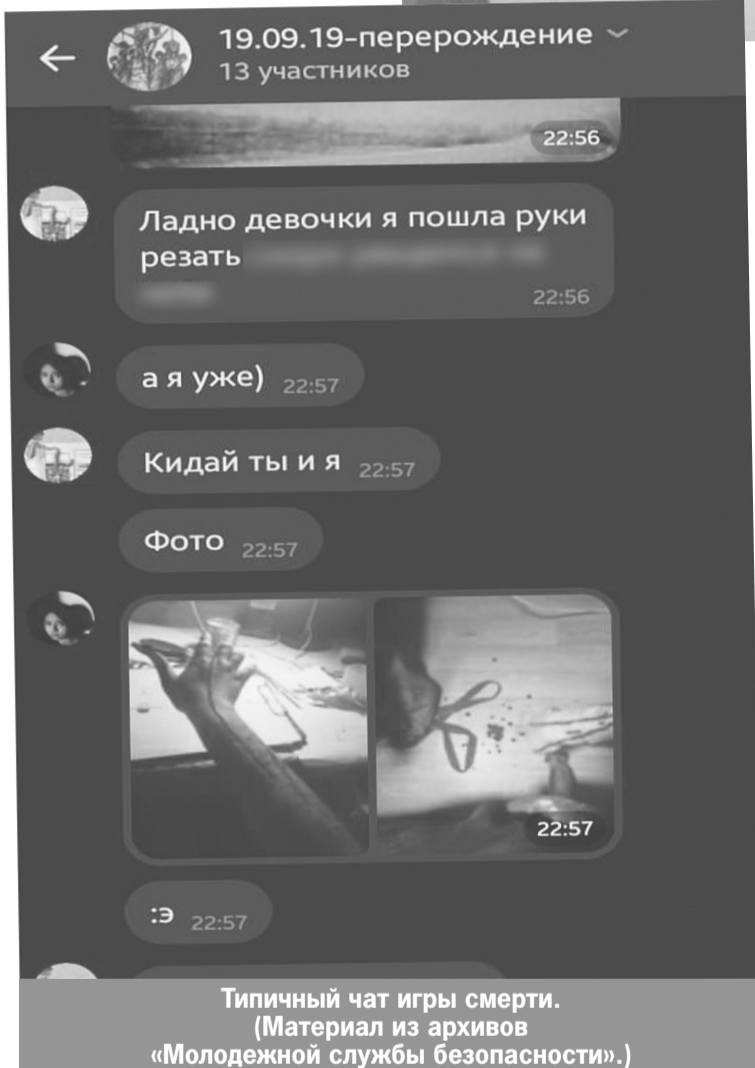 19.09.19-перерождение
13 участников
22:56
Ладно девочки я пошла руки
резать
22:56
а я уже) 22:57
Кидай ты и я 22:57
Фото 22:57
22:57
:э 22:57
Типичный чат игры смерти.
(Материал из архивов
«Молодежной службы безопасности».)